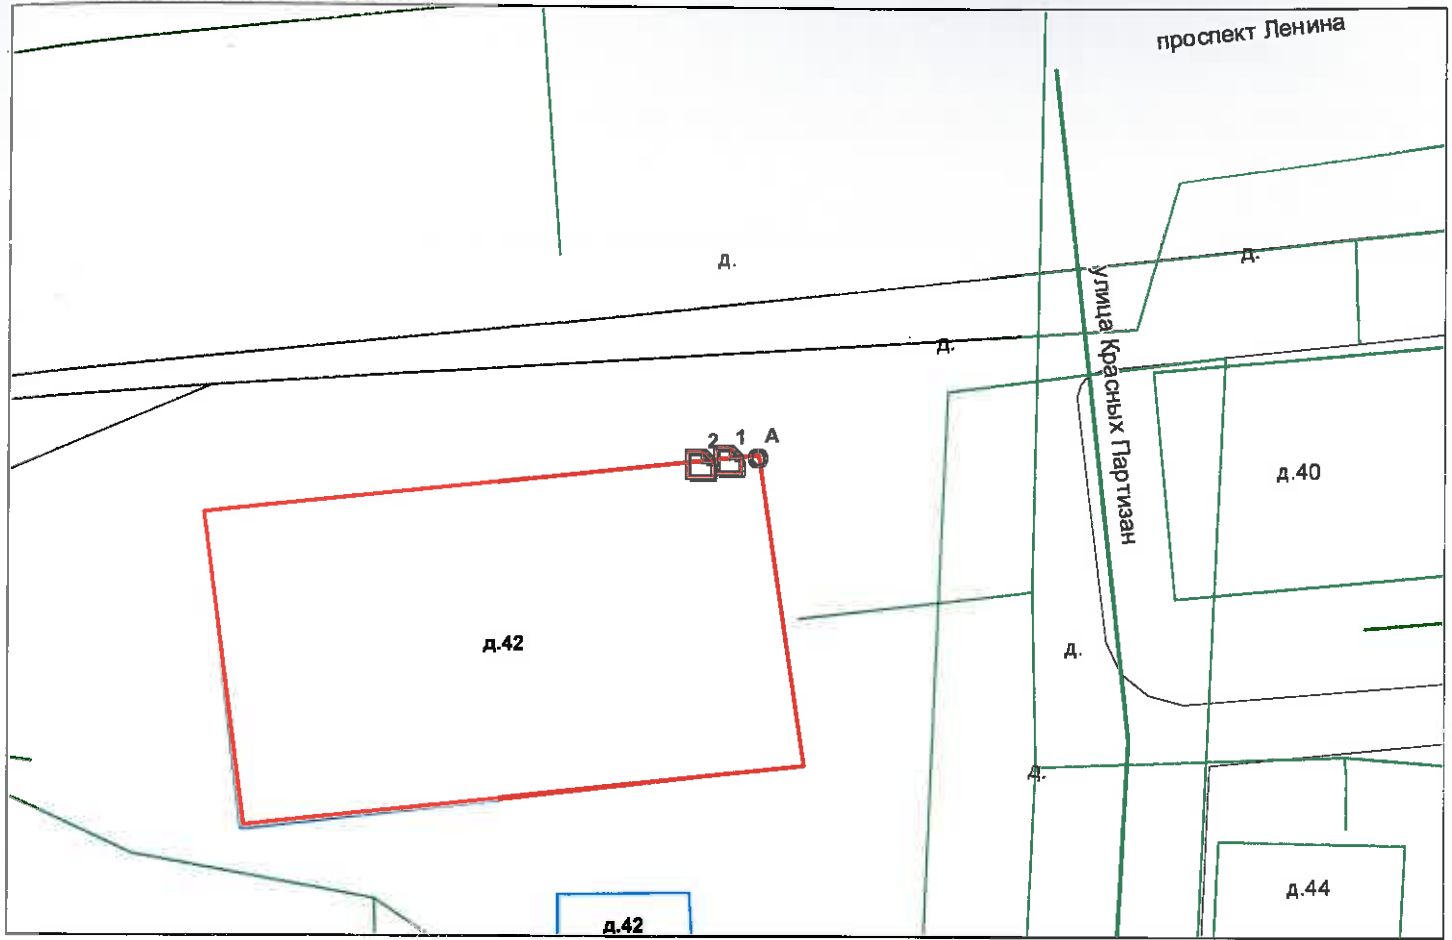 проспект Ленина
д.
д.
улица Красных Партизан
д.
2 1 А
д.40
д.42
д.
д.
д.44
д.42